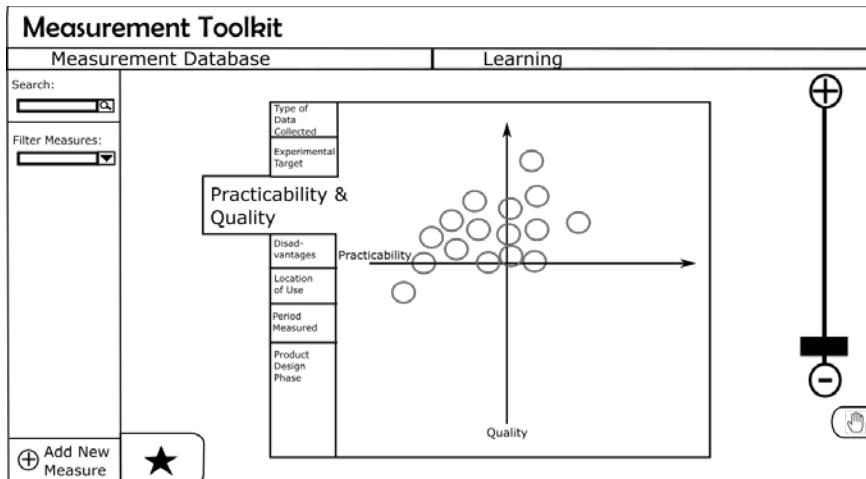 Measurement Toolkit
Measurement Database
Learning
Search:
Filter Measures:
Type of
Data
Collected
Experimental
Target
Practicability &
Quality
Disad-
vantages
Location
of Use
Period
Measured
Product
Design
Phase
Practicability
Quality
Add New
Measure